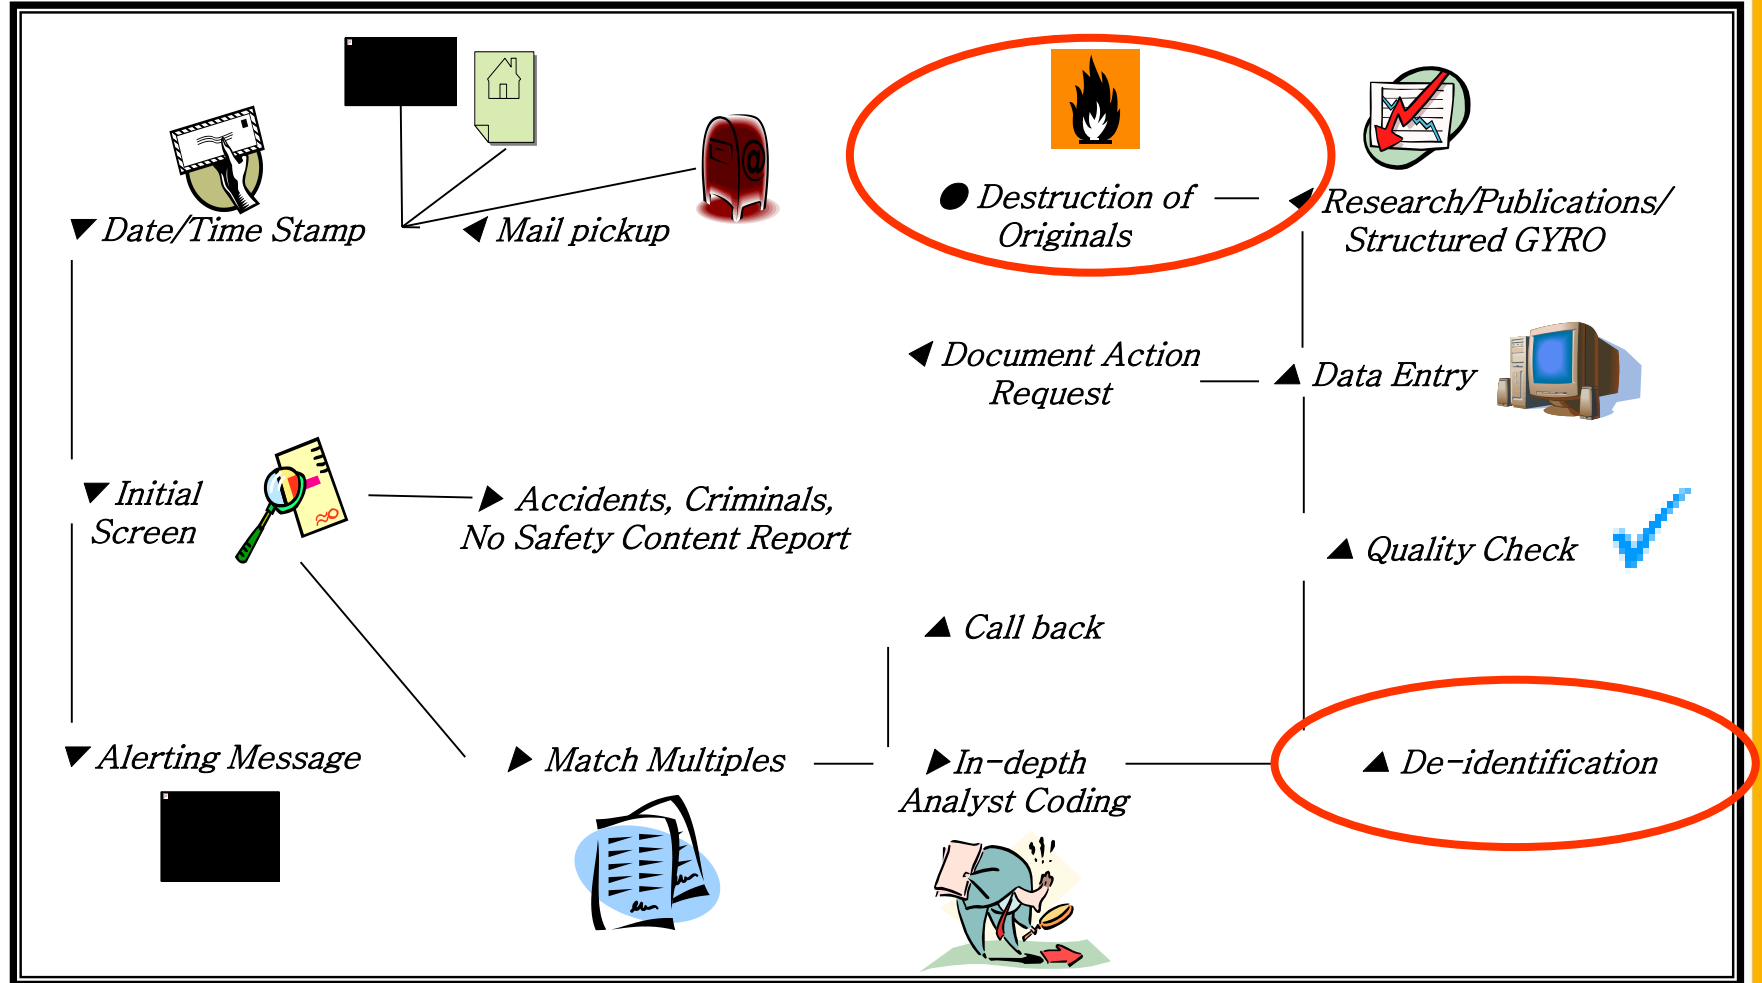 Date/Time Stamp
Mail pickup
Destruction of
Originals
Research/Publications/
Structured GYRO
Document Action
Request
Data Entry
Initial
Screen
Accidents, Criminals,
No Safety Content Report
Quality Check
Call back
Alerting Message
Match Multiples
In-depth
Analyst Coding
De-identification